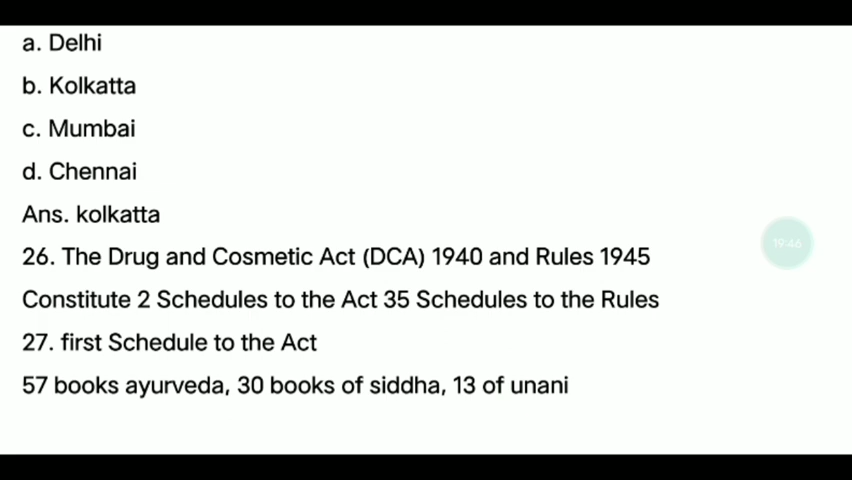 a. Delhi
b. Kolkatta
c. Mumbai
d. Chennai
Ans. kolkatta
26. The Drug and Cosmetic Act (DCA) 1940 and Rules 1945
19:46
Constitute 2 Schedules to the Act 35 Schedules to the Rules
27. first Schedule to the Act
57 books ayurveda, 30 books of siddha, 13 of unani